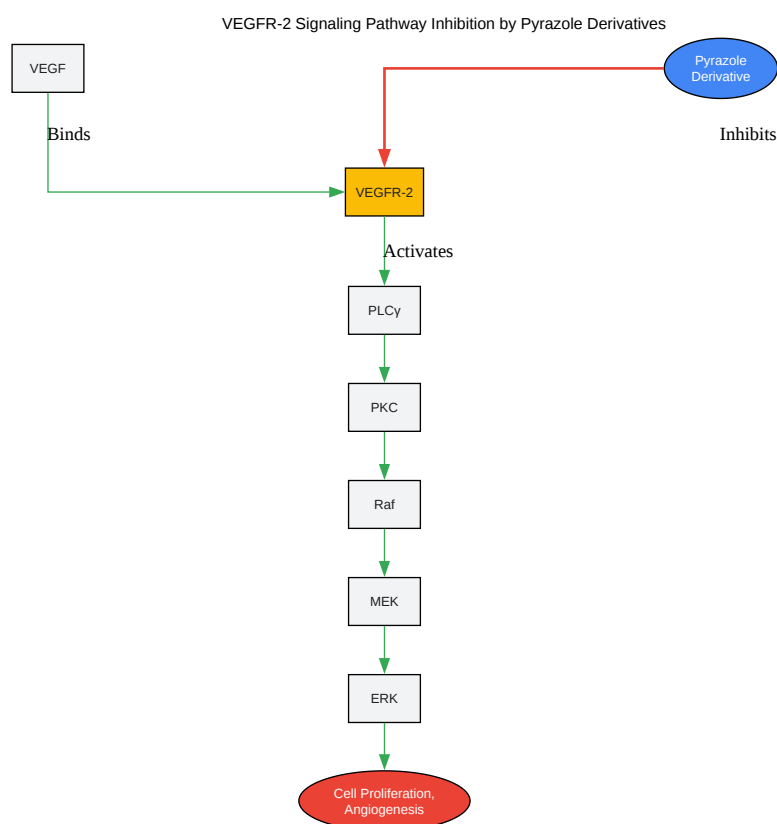 VEGFR-2 Signaling Pathway Inhibition by Pyrazole Derivatives
VEGF
Pyrazole
Derivative
Binds
Inhibits
VEGFR-2
Activates
PLCγ
PKC
Raf
MEK
ERK
Cell Proliferation,
Angiogenesis